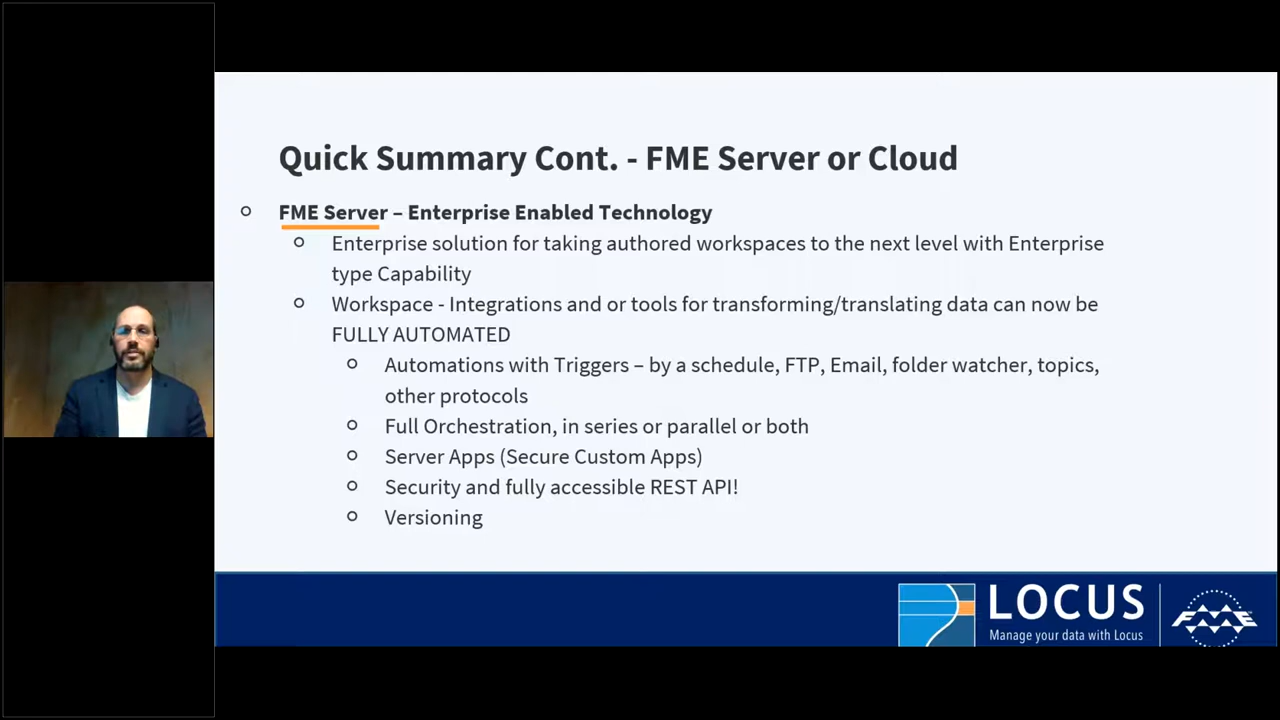 Quick Summary Cont. - FME Server or Cloud
FME Server – Enterprise Enabled Technology
Enterprise solution for taking authored workspaces to the next level with Enterprise
type Capability
Workspace - Integrations and or tools for transforming/translating data can now be
FULLY AUTOMATED
Automations with Triggers – by a schedule, FTP, Email, folder watcher, topics,
other protocols
Full Orchestration, in series or parallel or both
Server Apps (Secure Custom Apps)
Security and fully accessible REST API!
Versioning
LOCUS
Manage your data with Locus
FME